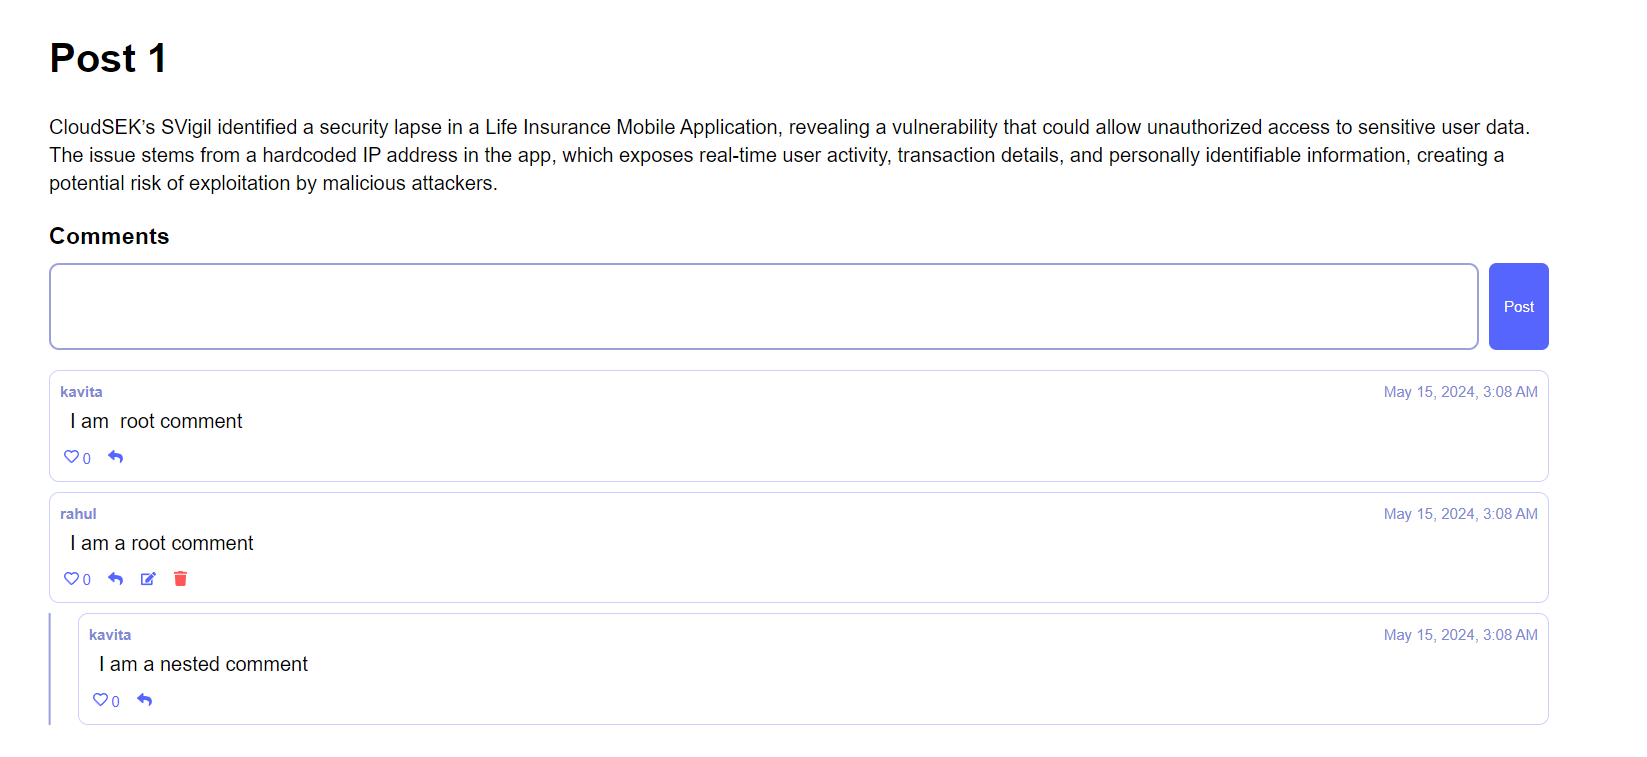 Post 1
CloudSEK’s SVigil identified a security lapse in a Life Insurance Mobile Application, revealing a vulnerability that could allow unauthorized access to sensitive user data.
The issue stems from a hardcoded IP address in the app, which exposes real-time user activity, transaction details, and personally identifiable information, creating a
potential risk of exploitation by malicious attackers.
Comments
Post
kavita May 15, 2024, 3:08 AM
I am  root comment
0
rahul May 15, 2024, 3:08 AM
I am a root comment
0
kavita May 15, 2024, 3:08 AM
I am a nested comment
0